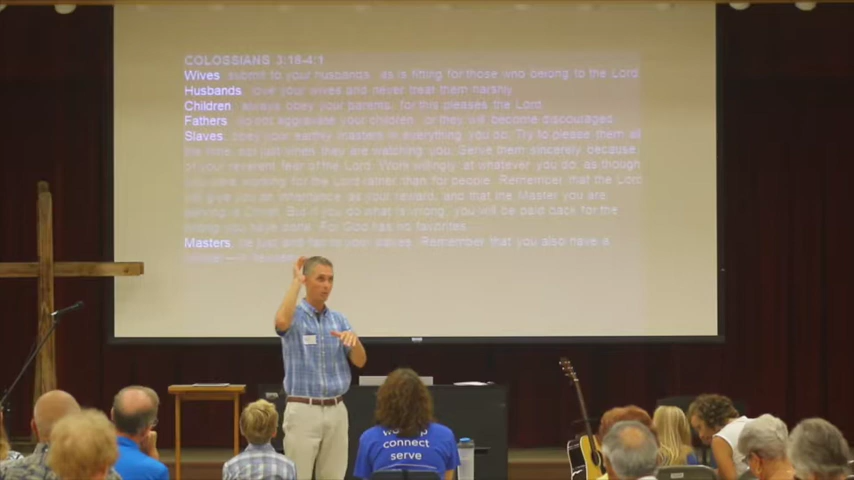 COLOSSIANS 3:18-4:1
Wives submit to your husbands as is fitting for those who belong to the Lord
Husbands love your wives and never treat them harshly
Children always obey your parents, for this pleases the Lord
Fathers do not aggravate your children or they will become discouraged
Slaves obey your earthly masters in everything you do. Try to please them all
the time, not just when they are watching you. Serve them sincerely because
of your reverent fear of the Lord. Work willingly at whatever you do, as though
you were working for the Lord rather than for people. Remember that the Lord
will give you an inheritance as your reward, and that the Master you are
serving is Christ. But if you do what is wrong, you will be paid back for the
wrong you have done. For God has no favorites.
Masters be just and fair to your slaves. Remember that you also have a
connect
serve